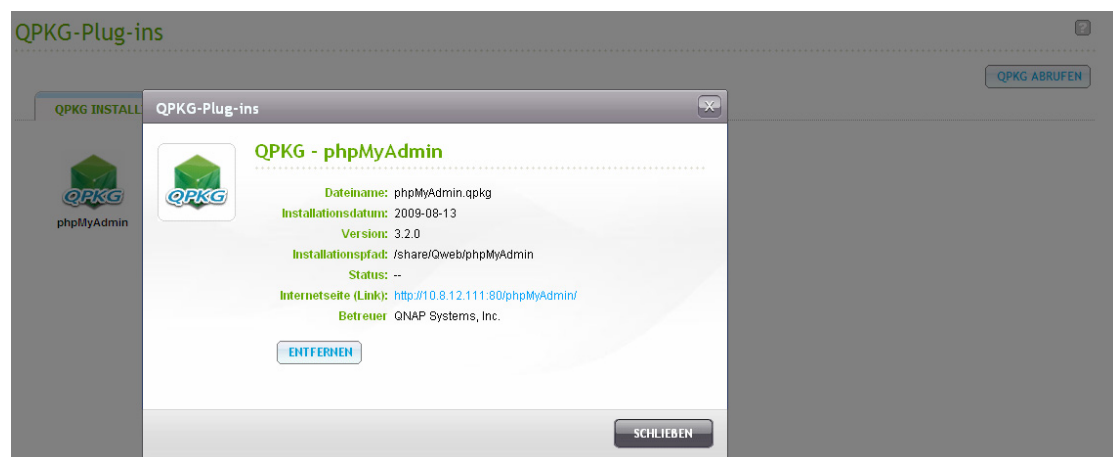 QPKG-Plug-ins
?
QPKG ABRUFEN
QPKG INSTALL
QPKG-Plug-ins
X
QPKG
phpMyAdmin
QPKG
QPKG - phpMyAdmin
Dateiname: phpMyAdmin.qpkg
Installationsdatum: 2009-08-13
Version: 3.2.0
Installationspfad: /share/Qweb/phpMyAdmin
Status: --
Internetseite (Link): http://10.8.12.111:80/phpMyAdmin/
Betreuer QNAP Systems, Inc.
ENTFERNEN
SCHLIEßEN